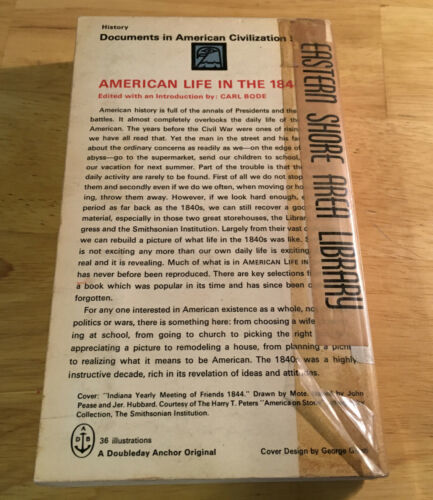 History
Documents in American Civilization
AMERICAN LIFE IN THE 184
Edited with an Introduction by: CARL BODE
American history is full of the annals of Presidents and the
battles. It almost completely overlooks the daily life of th
American. The years before the Civil War were ones of risin
we have all read that. Yet the man in the street and his fa
about the ordinary concerns as readily as we—on the edge of
abyss—go to the supermarket, send our children to school,
our vacation for next summer. Part of the trouble is that th
daily activity are rarely to be found. First of all we do not stop
them and secondly even if we do often, when moving or ho
ing, throw them away. However, if we look hard enough, e
period as far back as the 1840s, we can still recover a goo
material, especially in those two great storehouses, the Librar
gress and the Smithsonian Institution. Largely from their vast c
we can rebuild a picture of what life in the 1840s was like. S
is not exciting any more than our own daily life is exciting
real and it is revealing. Much of what is in AMERICAN LIFE IN
has never before been reproduced. There are key selections f
a book which was popular in its time and has since been
forgotten.
For any one interested in American existence as a whole, no
politics or wars, there is something here: from choosing a wife
ing at school, from going to church to picking the right
appreciating a picture to remodeling a house, from planning a picnic
to realizing what it means to be American. The 1840s was a highly
instructive decade, rich in its revelation of ideas and attitudes.
Cover: "Indiana Yearly Meeting of Friends 1844." Drawn by Mote, by John
Pease and Jer. Hubbard. Courtesy of the Harry T. Peters "America on Stone"
Collection, The Smithsonian Institution.
A D B
36 illustrations
A Doubleday Anchor Original
Cover Design by George
EASTERN SHORE AREA LIBRARY